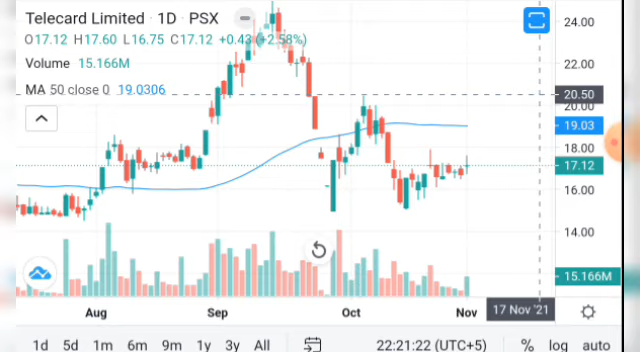 Telecard Limited · 1D · PSX
O17.12 H17.60 L16.75 C17.12 +0.43 (+2.58%)
Volume 15.166M
MA 50 close 0 19.0306
24.00
22.00
20.50
20.00
19.03
18.00
17.12
16.00
14.00
15.166M
Aug Sep Oct Nov 17 Nov '21
1d 5d 1m 6m 9m 1y 3y All 22:21:22 (UTC+5) % log auto